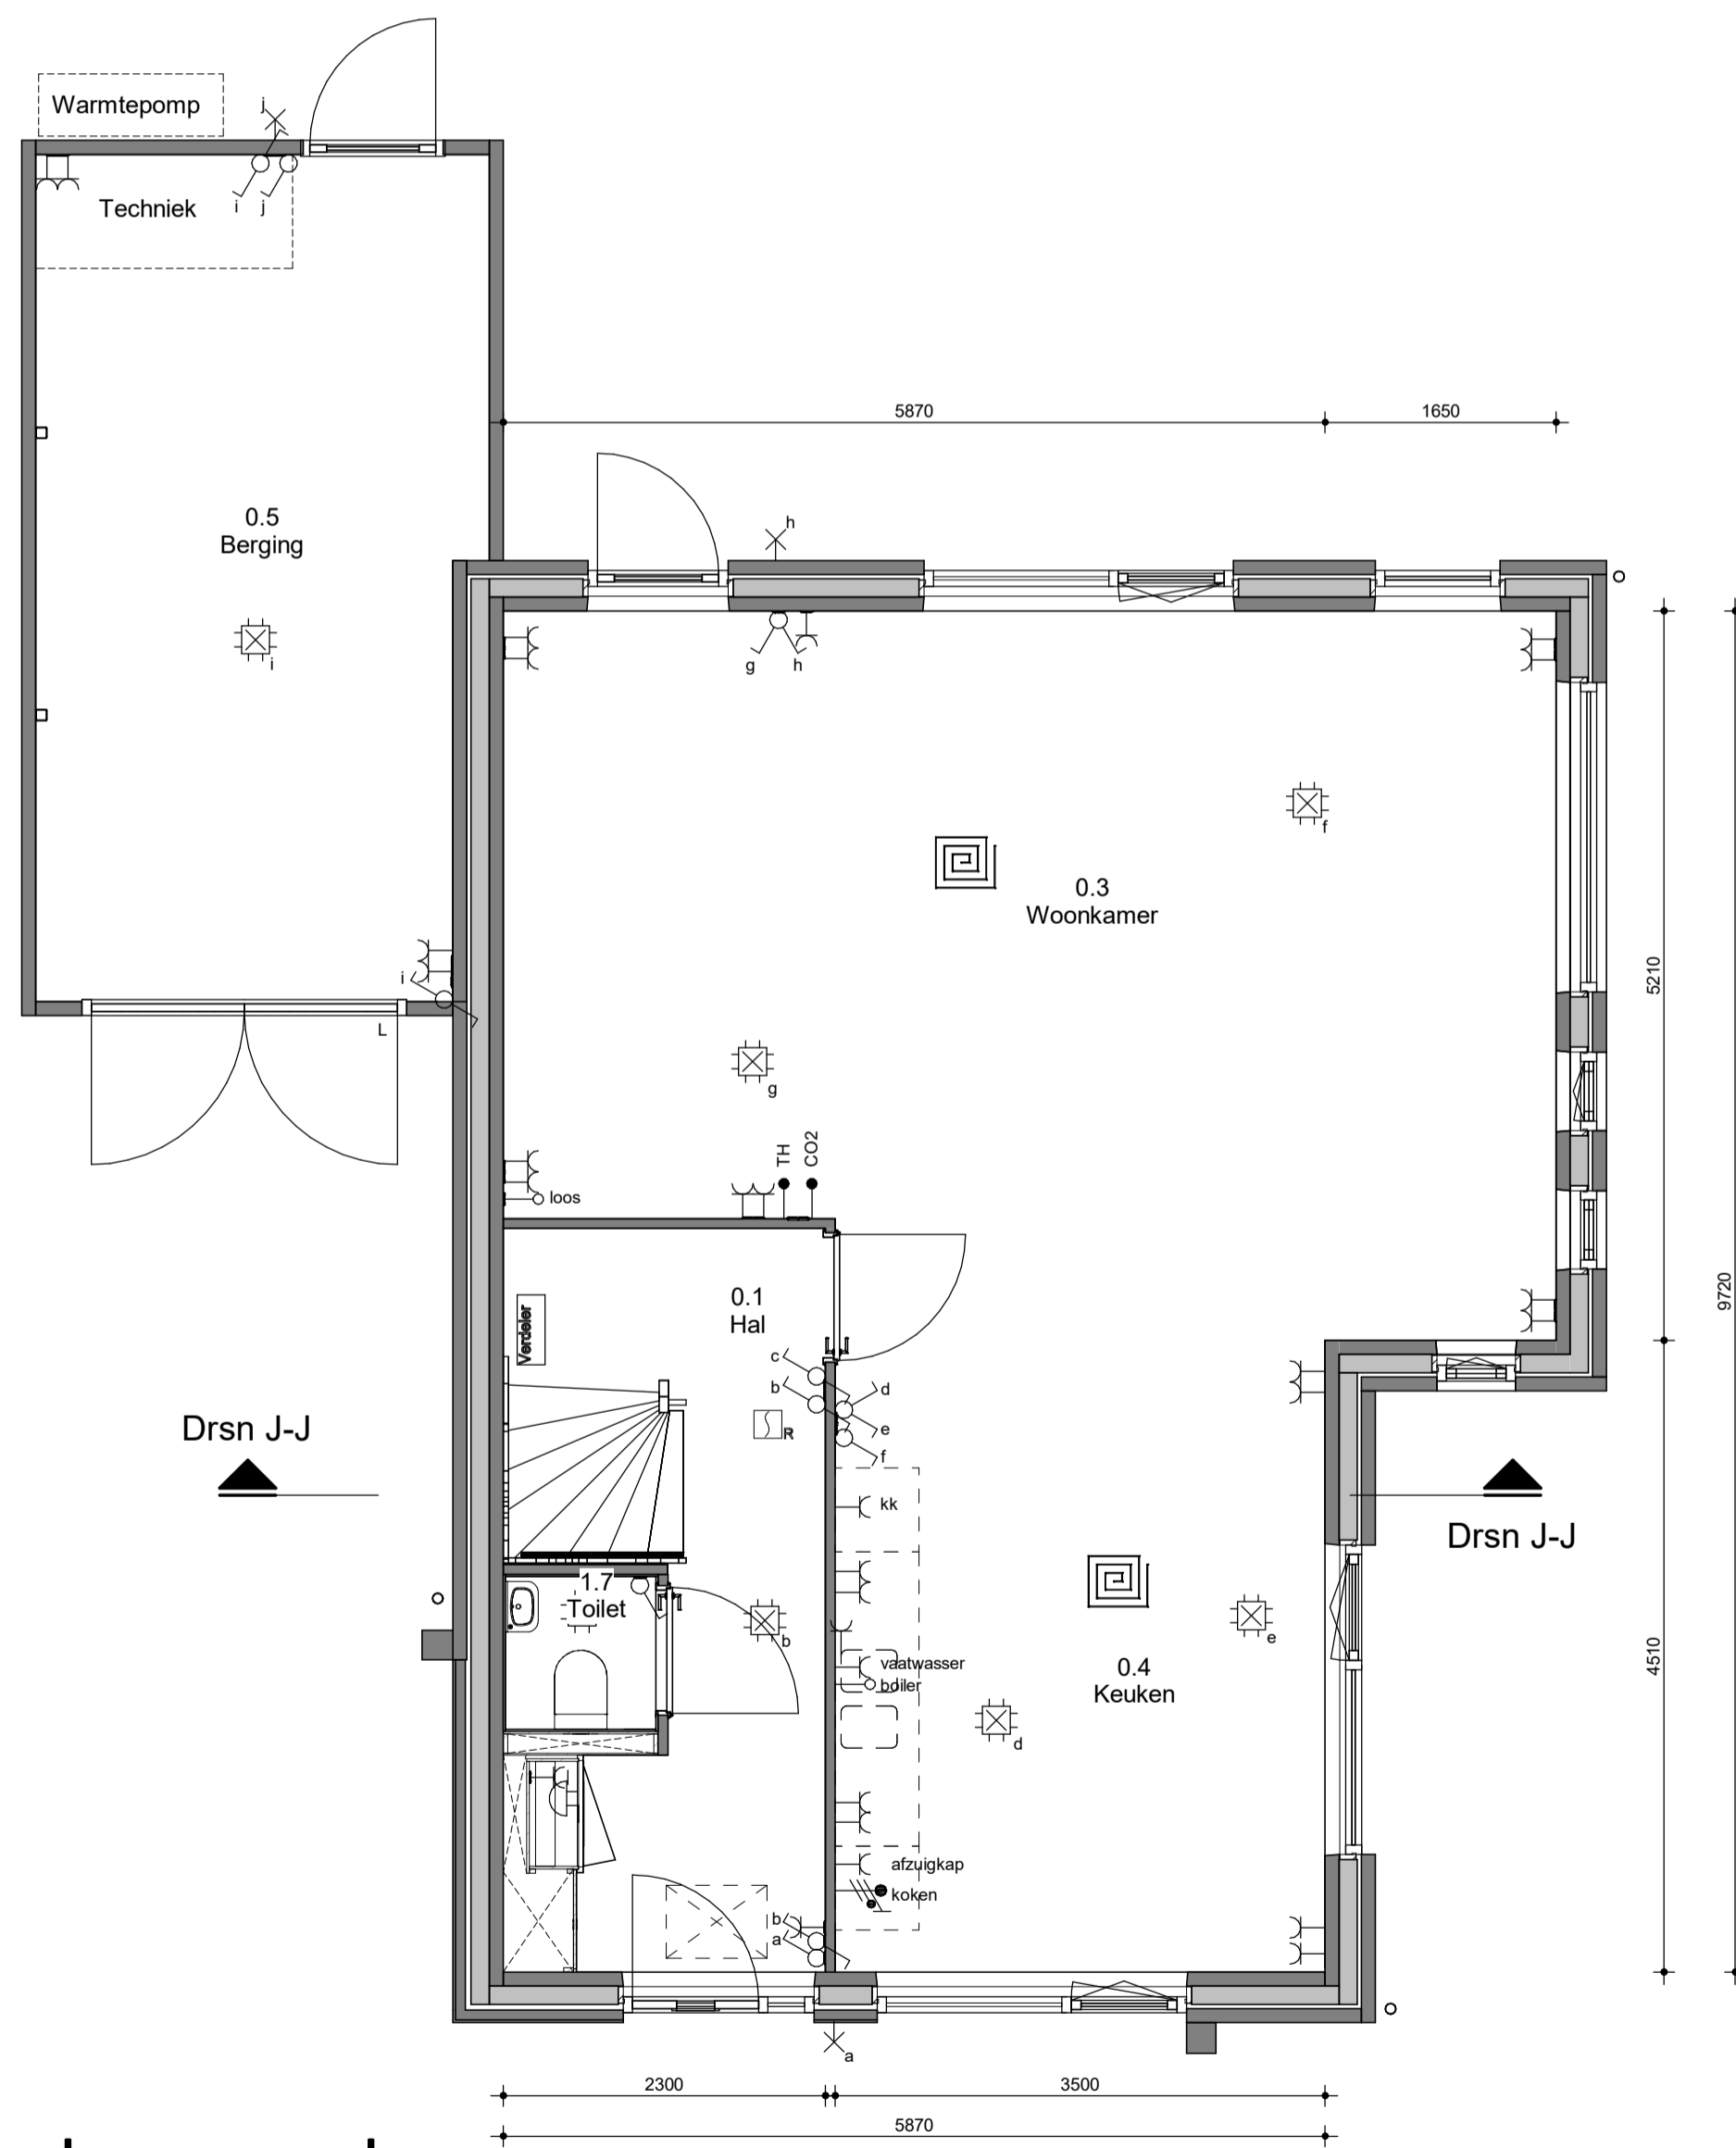 Warmtepomp
j
Techniek
i
j
5870
1650
0.5
Berging
h
g
h
i
f
0.3
Woonkamer
5210
i
L
g
TH
CO2
loos
9720
0.1
Hal
Verdeler
c
b
d
e
f
R
Drsn J-J
Drsn J-J
kk
1.7
Toilet
b
e
vaatwasser
boiler
0.4
Keuken
4510
d
afzuigkap
koken
b
a
a
2300
3500
5870